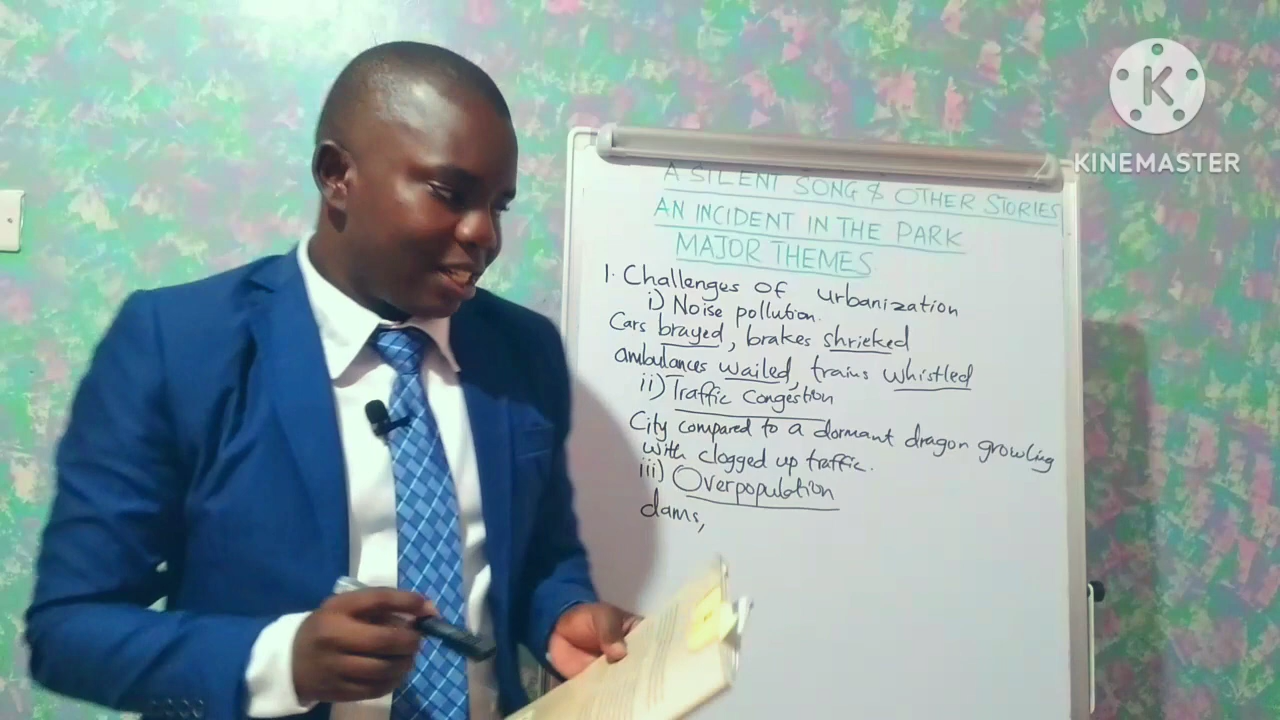 A SILENT SONG & OTHER STORIES
AN INCIDENT IN THE PARK
MAJOR THEMES
1. Challenges of urbanization
i) Noise pollution.
Cars brayed, brakes shrieked
ambulances wailed, trains whistled
ii) Traffic Congestion
City compared to a dormant dragon growling
with clogged up traffic.
iii) Overpopulation
dams,
K
KINEMASTER